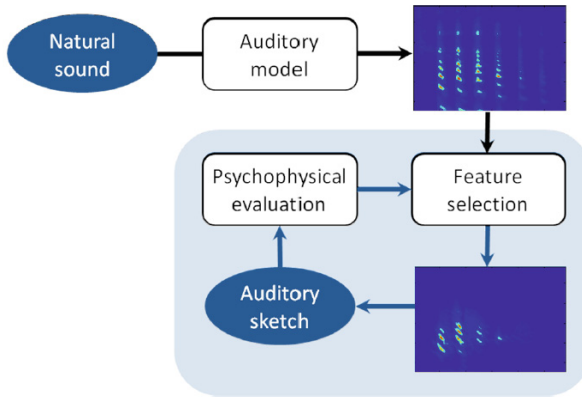 Natural
sound
Auditory
model
Psychophysical
evaluation
Feature
selection
Auditory
sketch